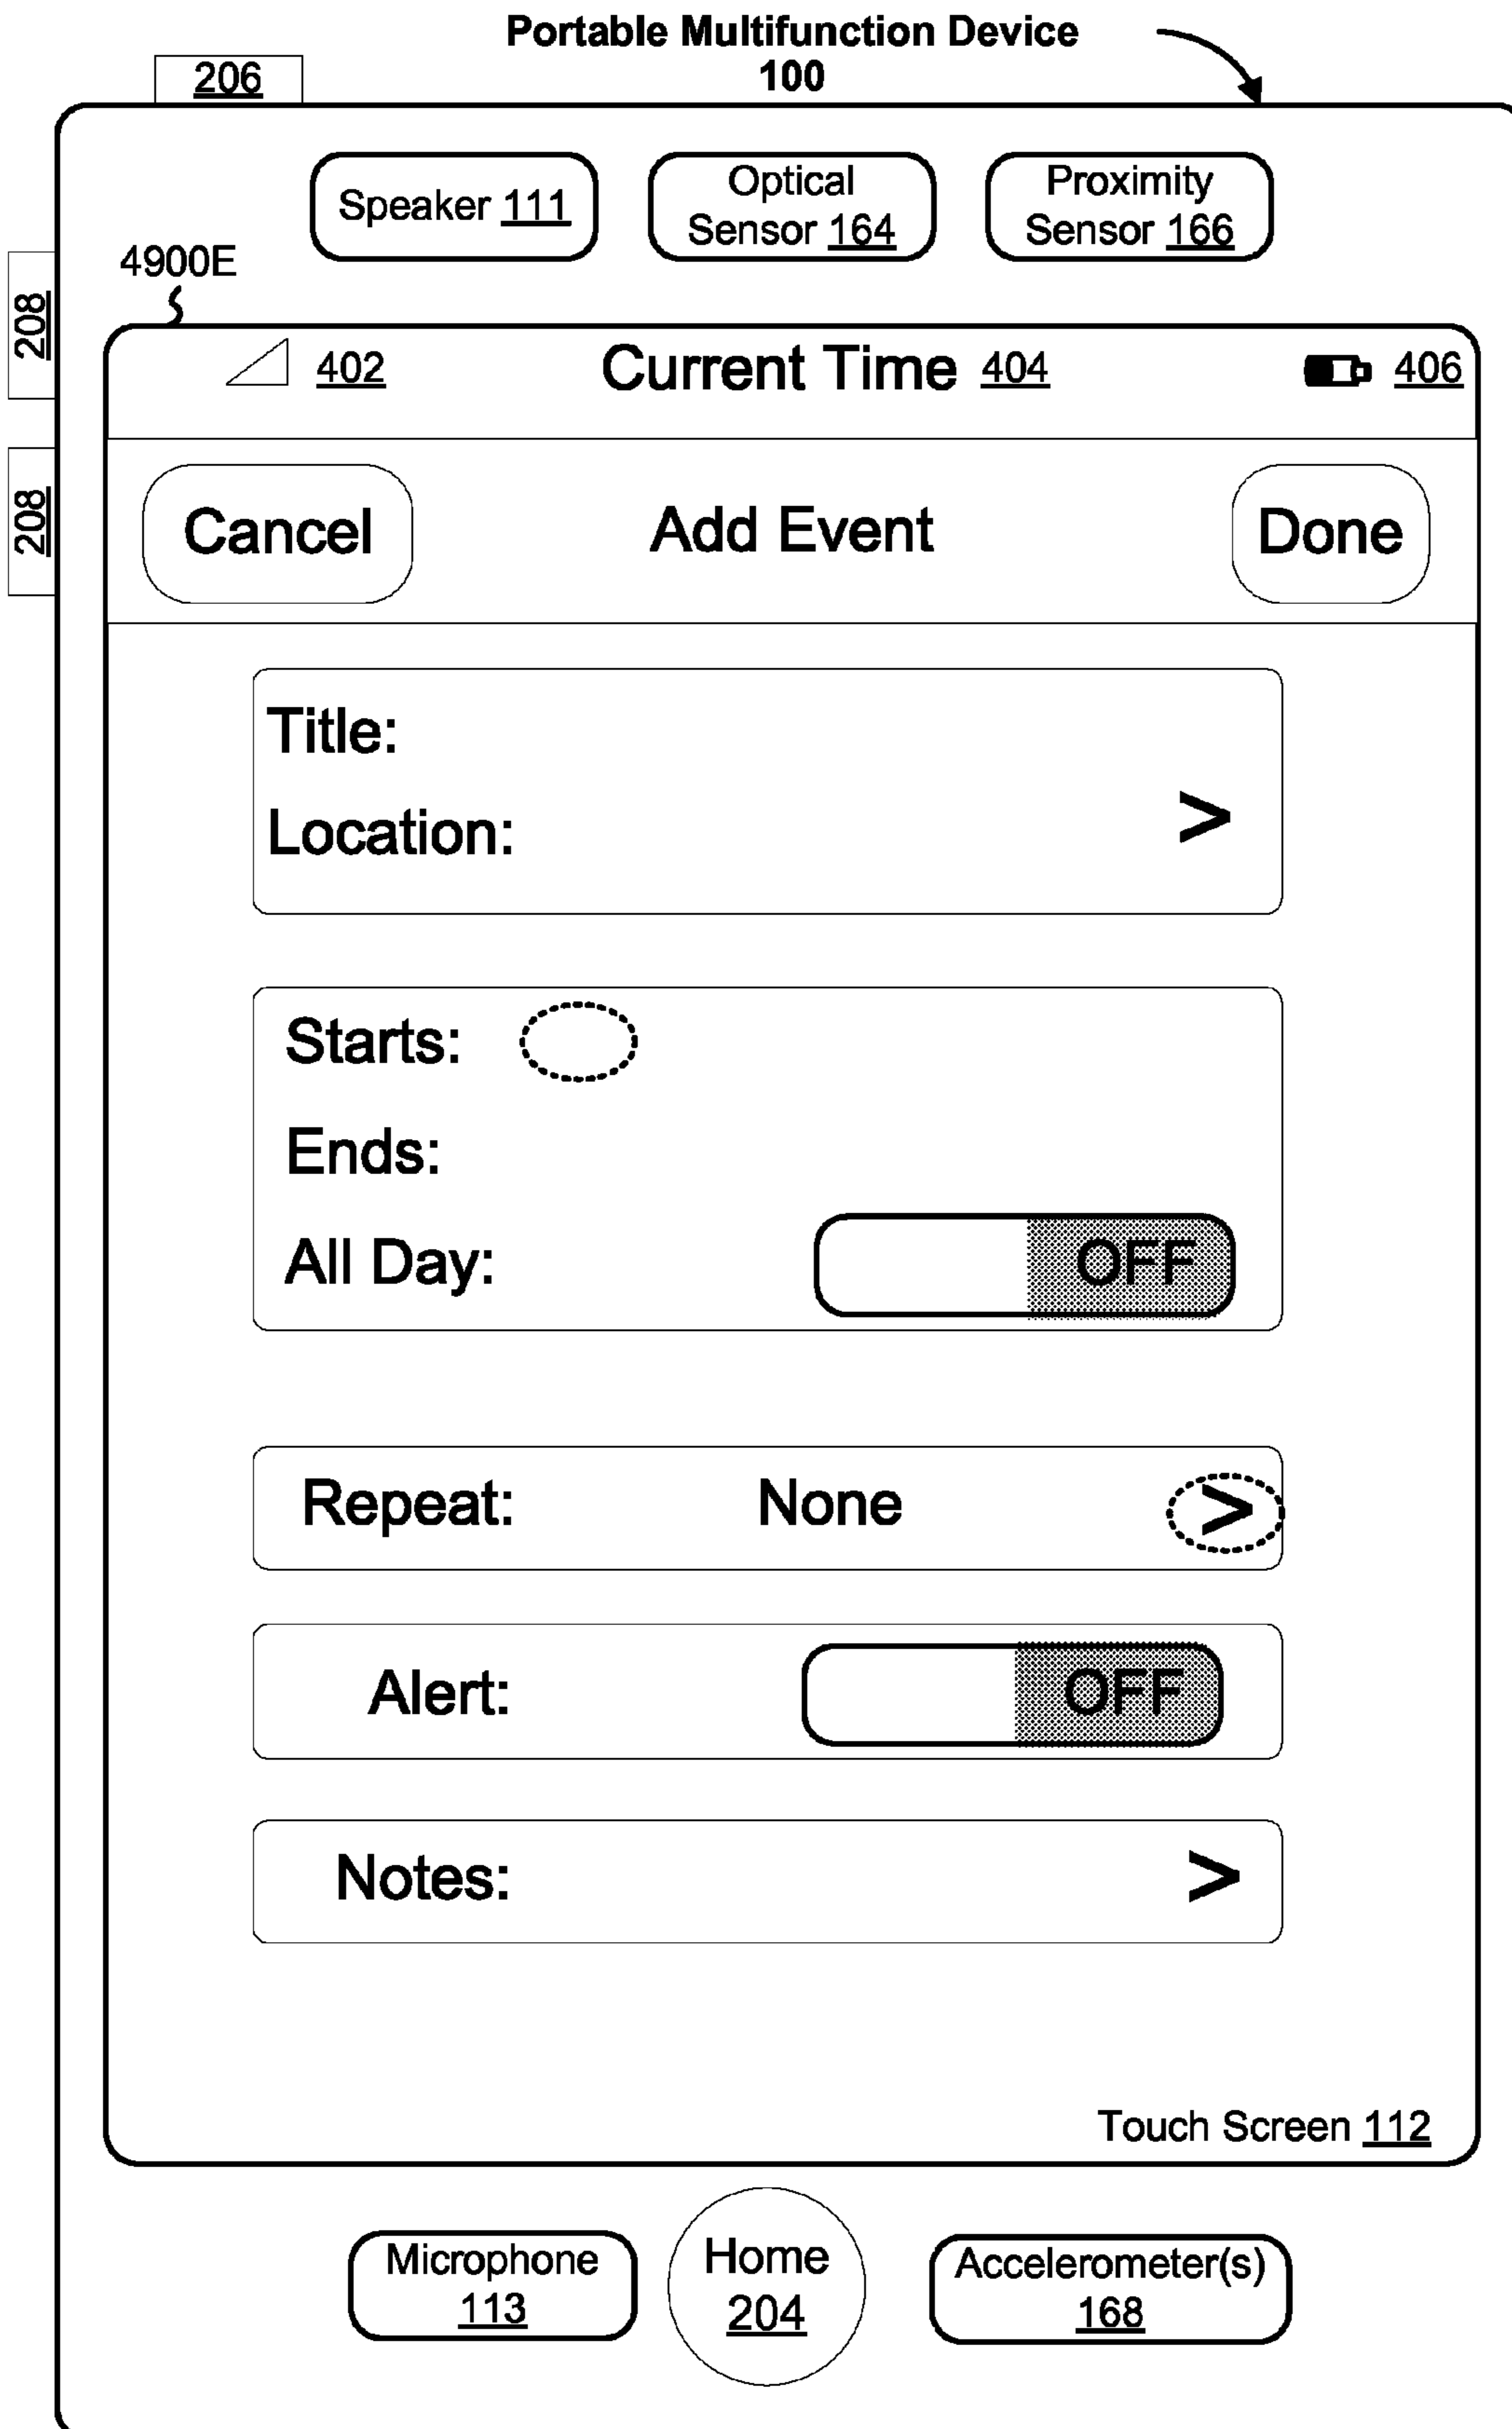 Portable Multifunction Device
100
206
Speaker 111
Optical
Sensor 164
Proximity
Sensor 166
4900E
208
208
402
Current Time 404
406
Cancel
Add Event
Done
Title:
Location:
>
Starts:
Ends:
All Day:
OFF
Repeat:
None
>
Alert:
OFF
Notes:
>
Touch Screen 112
Microphone
113
Home
204
Accelerometer(s)
168